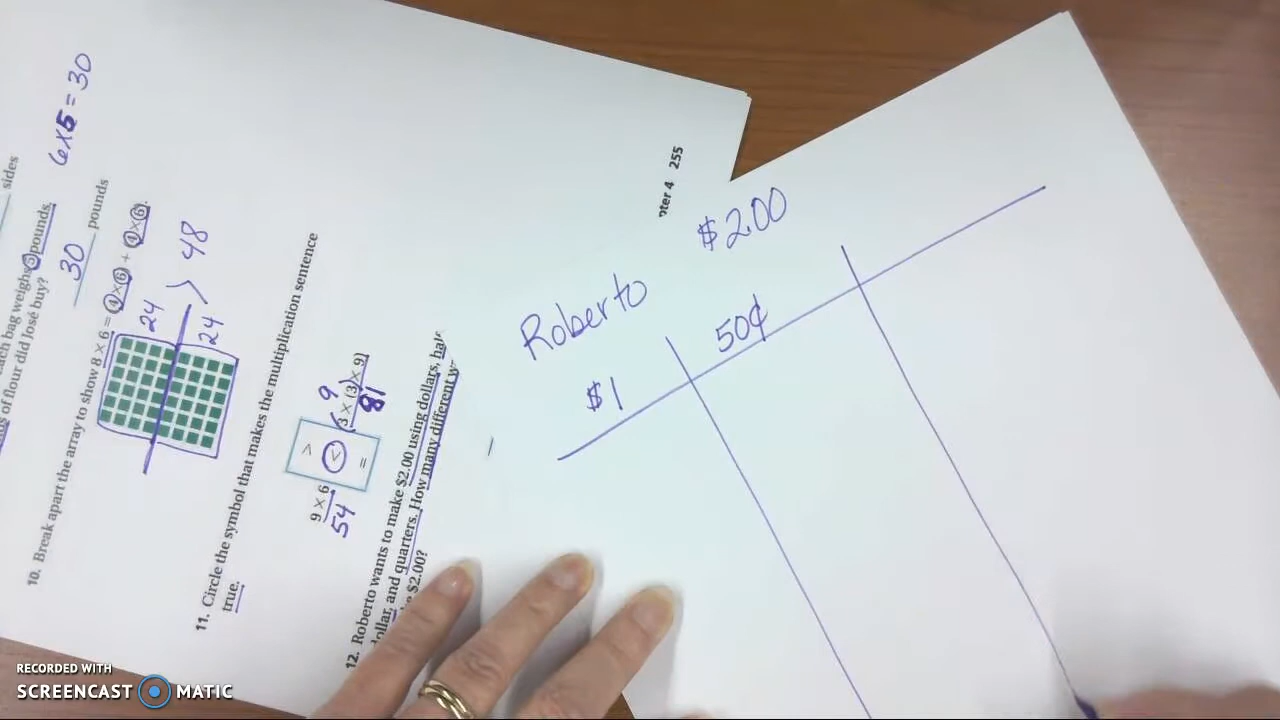 sides
each bag weighs 5 pounds.
of flour did José buy?
6x5=30
30 pounds
10. Break apart the array to show 8 × 6 = (4 × 6) + (4 × 6).
24
24 > 48
11. Circle the symbol that makes the multiplication sentence
true.
9 × 6 > < = 3 × (3 × 9)
54
9
81
12. Roberto wants to make $2.00 using dollars, half
dollar, and quarters. How many different w
$2.00?
pter 4 255
Roberto $2.00
$1 50¢
RECORDED WITH
SCREENCAST MATIC